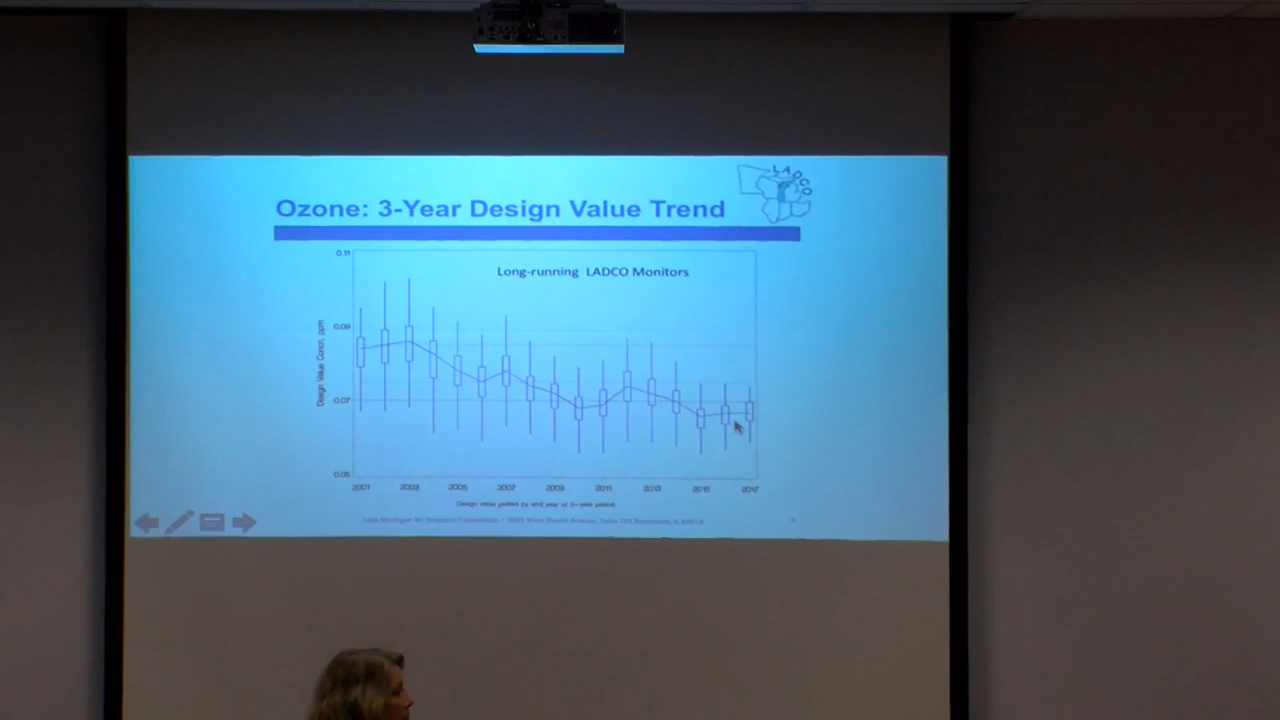 LADCO
Ozone: 3-Year Design Value Trend
Long-running LADCO Monitors
0.11
0.09
0.07
0.05
Design Value Concn, ppm
2001 2003 2005 2007 2009 2011 2013 2015 2017
Design value plotted by end year of 3-year period